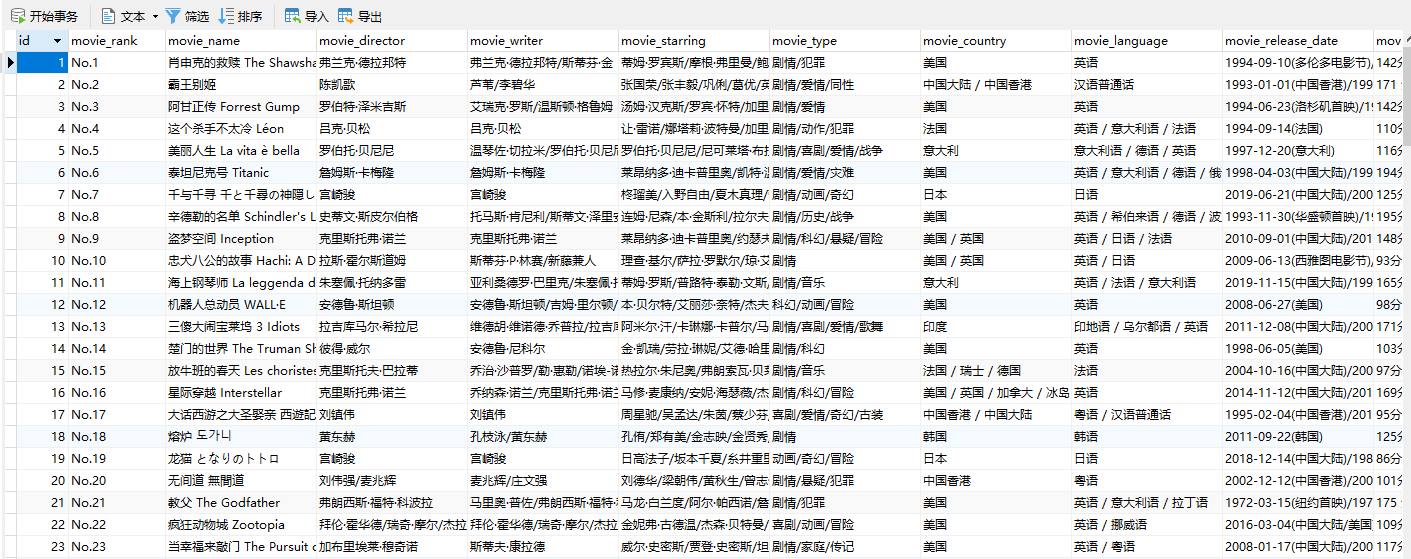 开始事务 文本 筛选 排序 导入 导出
id movie_rank movie_name movie_director movie_writer movie_starring movie_type movie_country movie_language movie_release_date mov
1 No.1 肖申克的救赎 The Shawsha 弗兰克·德拉邦特 弗兰克·德拉邦特/斯蒂芬·金 蒂姆·罗宾斯/摩根·弗里曼/鲍 剧情/犯罪 美国 英语 1994-09-10(多伦多电影节), 142分
2 No.2 霸王别姬 陈凯歌 芦苇/李碧华 张国荣/张丰毅/巩俐/葛优/英 剧情/爱情/同性 中国大陆 / 中国香港 汉语普通话 1993-01-01(中国香港)/199 171
3 No.3 阿甘正传 Forrest Gump 罗伯特·泽米吉斯 艾瑞克·罗斯/温斯顿·格鲁姆 汤姆·汉克斯/罗宾·怀特/加里 剧情/爱情 美国 英语 1994-06-23(洛杉矶首映)/19 142分
4 No.4 这个杀手不太冷 Léon 吕克·贝松 吕克·贝松 让·雷诺/娜塔莉·波特曼/加里 剧情/动作/犯罪 法国 英语 / 意大利语 / 法语 1994-09-14(法国) 110分
5 No.5 美丽人生 La vita è bella 罗伯托·贝尼尼 温琴佐·切拉米/罗伯托·贝尼尼 罗伯托·贝尼尼/尼可莱塔·布拉 剧情/喜剧/爱情/战争 意大利 意大利语 / 德语 / 英语 1997-12-20(意大利) 116分
6 No.6 泰坦尼克号 Titanic 詹姆斯·卡梅隆 詹姆斯·卡梅隆 莱昂纳多·迪卡普里奥/凯特·温 剧情/爱情/灾难 美国 英语 / 意大利语 / 德语 / 俄 1998-04-03(中国大陆)/199 194分
7 No.7 千与千寻 千と千尋の神隠し 宫崎骏 宫崎骏 柊瑠美/入野自由/夏木真理/ 剧情/动画/奇幻 日本 日语 2019-06-21(中国大陆)/200 125分
8 No.8 辛德勒的名单 Schindler's L 史蒂文·斯皮尔伯格 托马斯·肯尼利/斯蒂文·泽里安 连姆·尼森/本·金斯利/拉尔夫 剧情/历史/战争 美国 英语 / 希伯来语 / 德语 / 波 1993-11-30(华盛顿首映)/19 195分
9 No.9 盗梦空间 Inception 克里斯托弗·诺兰 克里斯托弗·诺兰 莱昂纳多·迪卡普里奥/约瑟夫 剧情/科幻/悬疑/冒险 美国 / 英国 英语 / 日语 / 法语 2010-09-01(中国大陆)/201 148分
10 No.10 忠犬八公的故事 Hachi: A D 拉斯·霍尔斯道姆 斯蒂芬·P·林赛/新藤兼人 理查·基尔/萨拉·罗默尔/琼·艾 剧情 美国 / 英国 英语 / 日语 2009-06-13(西雅图电影节), 93分
11 No.11 海上钢琴师 La leggenda d 朱塞佩·托纳多雷 亚利桑德罗·巴里克/朱塞佩·托 蒂姆·罗斯/普路特·泰勒·文斯/ 剧情/音乐 意大利 英语 / 法语 / 意大利语 2019-11-15(中国大陆)/199 165分
12 No.12 机器人总动员 WALL·E 安德鲁·斯坦顿 安德鲁·斯坦顿/吉姆·里尔顿/ 本·贝尔特/艾丽莎·奈特/杰夫 科幻/动画/冒险 美国 英语 2008-06-27(美国) 98分
13 No.13 三傻大闹宝莱坞 3 Idiots 拉吉库马尔·希拉尼 维德胡·维诺德·乔普拉/拉吉库 阿米尔·汗/卡琳娜·卡普尔/马 剧情/喜剧/爱情/歌舞 印度 印地语 / 乌尔都语 / 英语 2011-12-08(中国大陆)/200 171分
14 No.14 楚门的世界 The Truman Sh 彼得·威尔 安德鲁·尼科尔 金·凯瑞/劳拉·琳妮/艾德·哈里 剧情/科幻 美国 英语 1998-06-05(美国) 103分
15 No.15 放牛班的春天 Les choristes 克里斯托夫·巴拉蒂 乔治·沙普罗/勒·惠勒/诺埃-诺 热拉尔·朱尼奥/弗朗索瓦·贝莱 剧情/音乐 法国 / 瑞士 / 德国 法语 2004-10-16(中国大陆)/200 97分
16 No.16 星际穿越 Interstellar 克里斯托弗·诺兰 乔纳森·诺兰/克里斯托弗·诺兰 马修·麦康纳/安妮·海瑟薇/杰 剧情/科幻/冒险 美国 / 英国 / 加拿大 / 冰岛 英语 2014-11-12(中国大陆)/201 169分
17 No.17 大话西游之大圣娶亲 西遊記 刘镇伟 刘镇伟 周星驰/吴孟达/朱茵/蔡少芬 喜剧/爱情/奇幻/古装 中国香港 / 中国大陆 粤语 / 汉语普通话 1995-02-04(中国香港)/201 95分
18 No.18 熔炉 도가니 黄东赫 孔枝泳/黄东赫 孔侑/郑有美/金志映/金贤秀 剧情 韩国 韩语 2011-09-22(韩国) 125分
19 No.19 龙猫 となりのトトロ 宫崎骏 宫崎骏 日高法子/坂本千夏/糸井重里 动画/奇幻/冒险 日本 日语 2018-12-14(中国大陆)/198 86分
20 No.20 无间道 無間道 刘伟强/麦兆辉 麦兆辉/庄文强 刘德华/梁朝伟/黄秋生/曾志 剧情/悬疑/犯罪 中国香港 粤语 2002-12-12(中国香港)/200 101分
21 No.21 教父 The Godfather 弗朗西斯·福特·科波拉 马里奥·普佐/弗朗西斯·福特· 马龙·白兰度/阿尔·帕西诺/詹 剧情/犯罪 美国 英语 / 意大利语 / 拉丁语 1972-03-15(纽约首映)/197 175
22 No.22 疯狂动物城 Zootopia 拜伦·霍华德/瑞奇·摩尔/杰拉 拜伦·霍华德/瑞奇·摩尔/杰拉 金妮弗·古德温/杰森·贝特曼/ 喜剧/动画/冒险 美国 英语 / 挪威语 2016-03-04(中国大陆/美国 109分
23 No.23 当幸福来敲门 The Pursuit o 加布里埃莱·穆奇诺 斯蒂夫·康拉德 威尔·史密斯/贾登·史密斯/坦 剧情/家庭/传记 美国 英语 / 粤语 2008-01-17(中国大陆)/200 117分